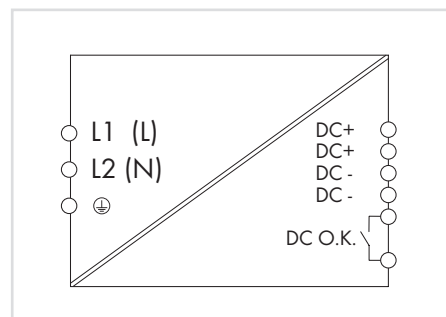 L1 (L)
L2 (N)
DC+
DC+
DC -
DC -
DC O.K.